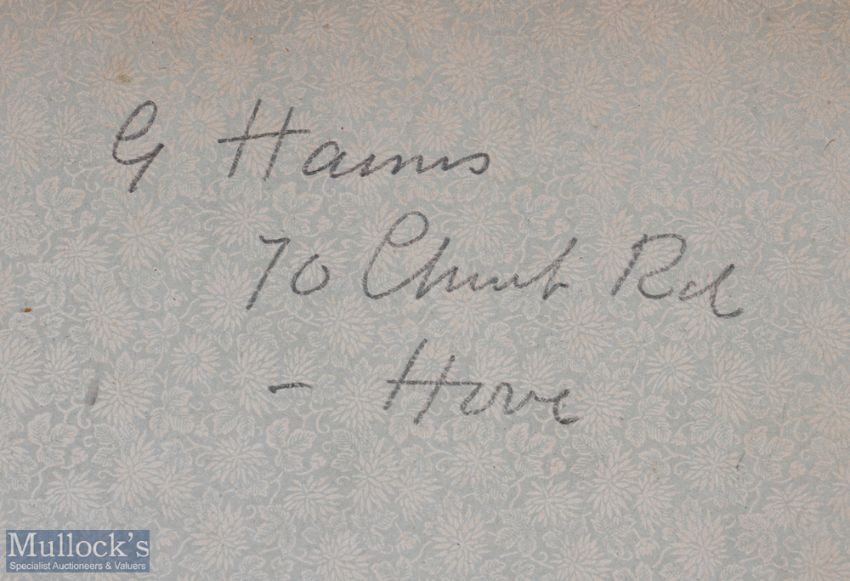 G Harris
70 Church Rd
- Hove
Mullock's
Specialist Auctioneers & Valuers